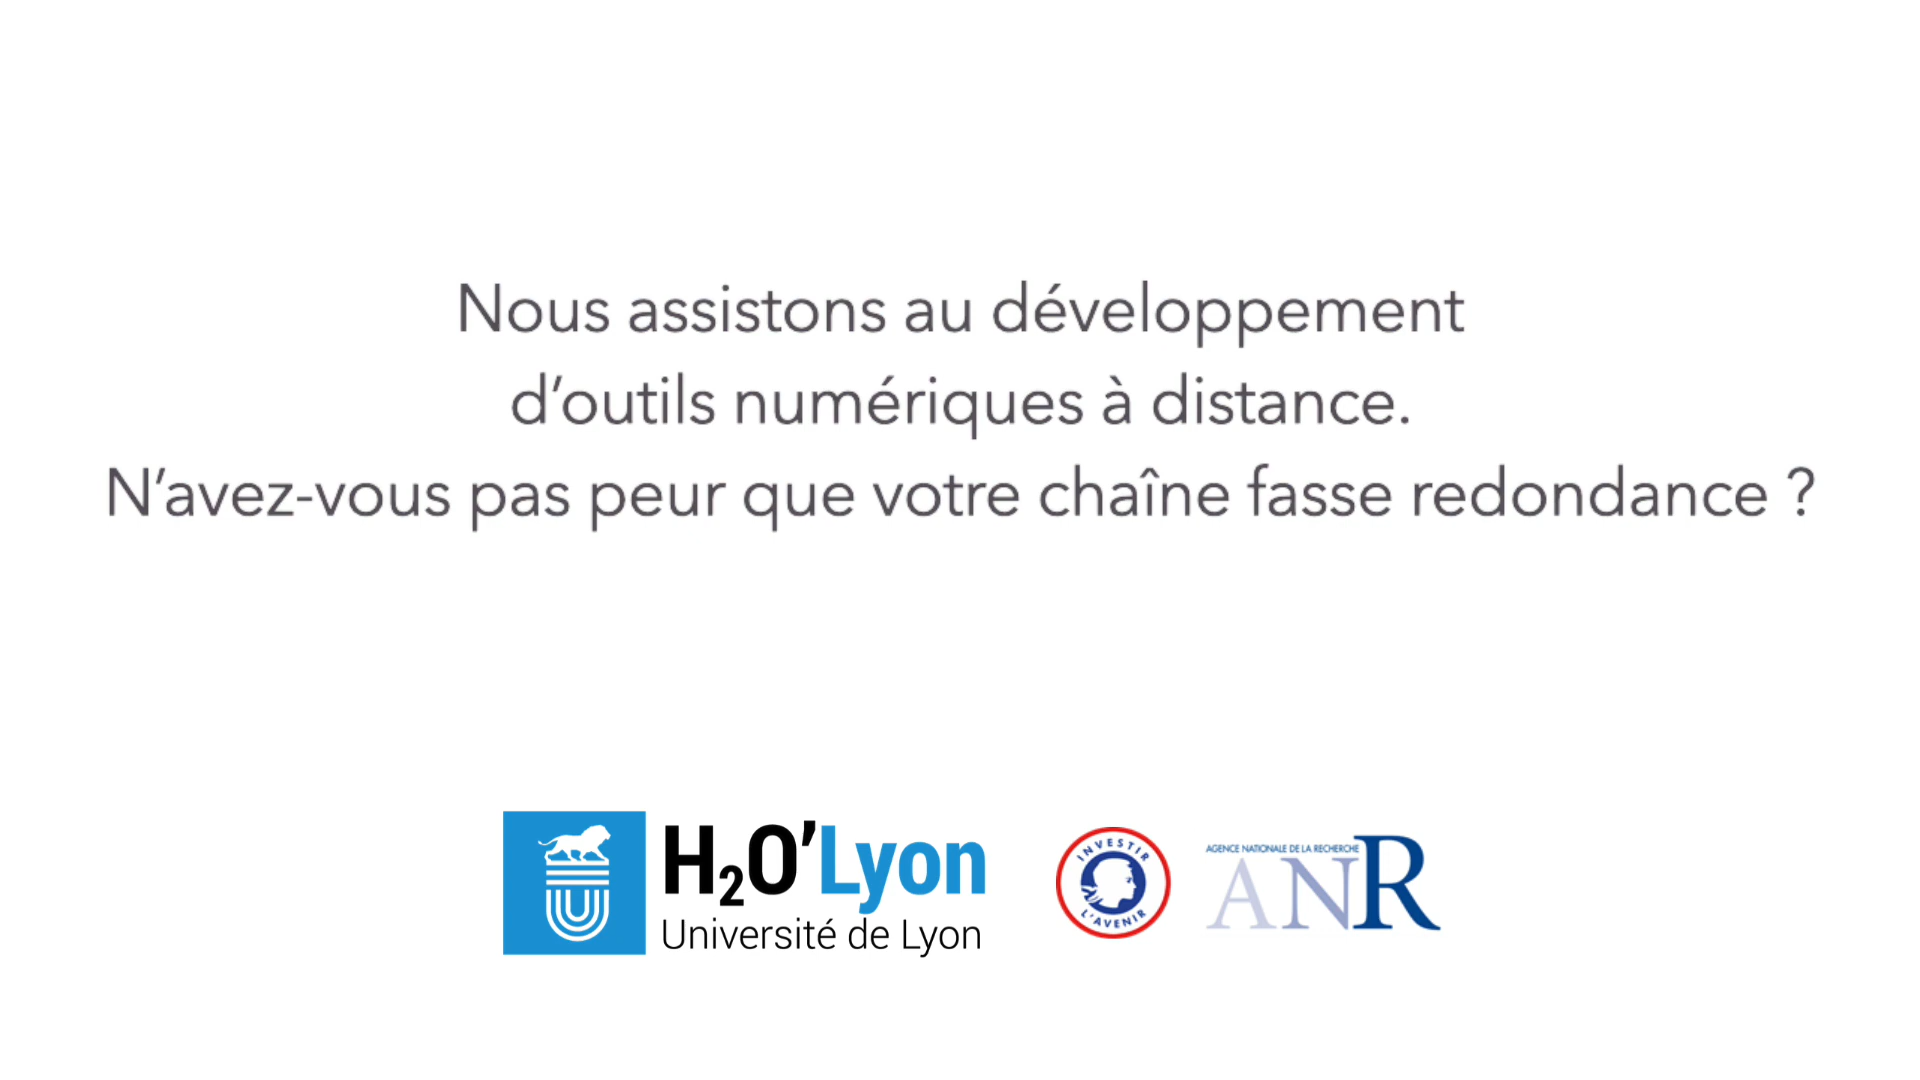 Nous assistons au développement
d’outils numériques à distance.
N’avez-vous pas peur que votre chaîne fasse redondance ?
H₂O’Lyon
Université de Lyon
INVESTIR
L’AVENIR
AGENCE NATIONALE DE LA RECHERCHE
ANR